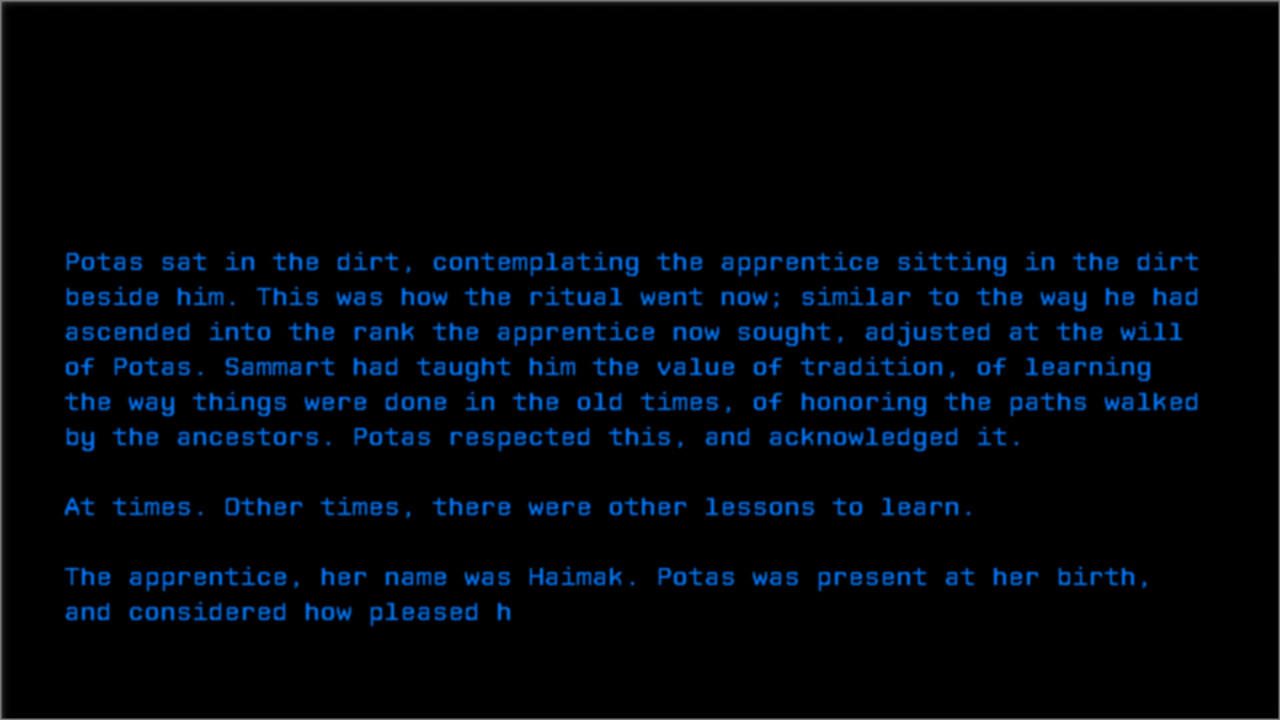 Potas sat in the dirt, contemplating the apprentice sitting in the dirt
beside him. This was how the ritual went now; similar to the way he had
ascended into the rank the apprentice now sought, adjusted at the will
of Potas. Sammart had taught him the value of tradition, of learning
the way things were done in the old times, of honoring the paths walked
by the ancestors. Potas respected this, and acknowledged it.
At times. Other times, there were other lessons to learn.
The apprentice, her name was Haimak. Potas was present at her birth,
and considered how pleased h